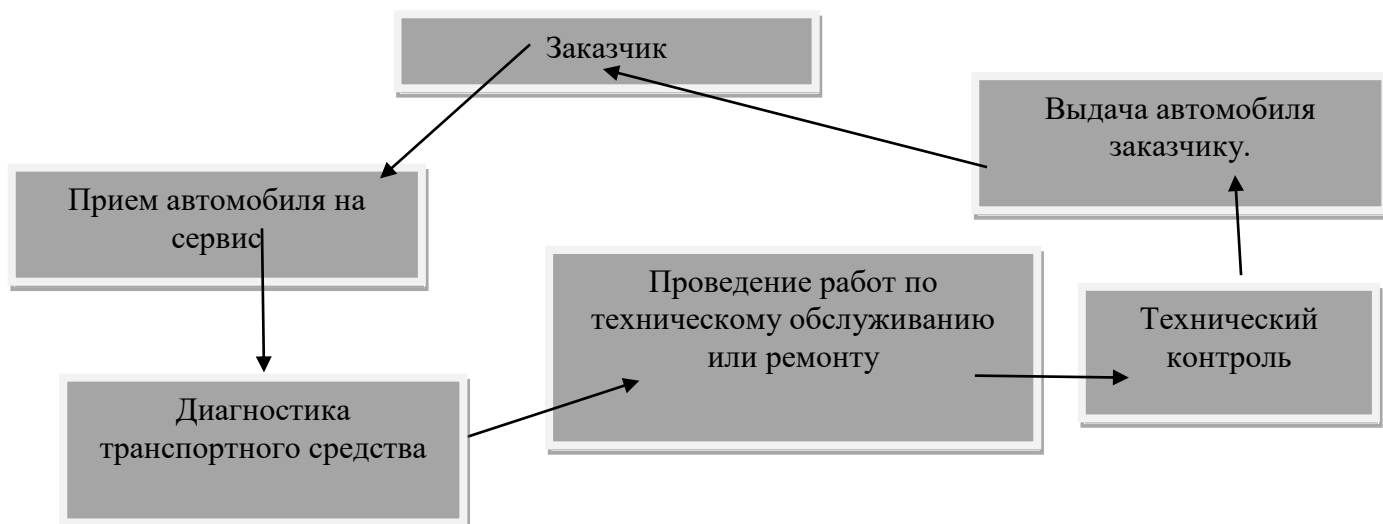 Заказчик
Прием автомобиля на
сервис
Диагностика
транспортного средства
Проведение работ по
техническому обслуживанию
или ремонту
Технический
контроль
Выдача автомобиля
заказчику.